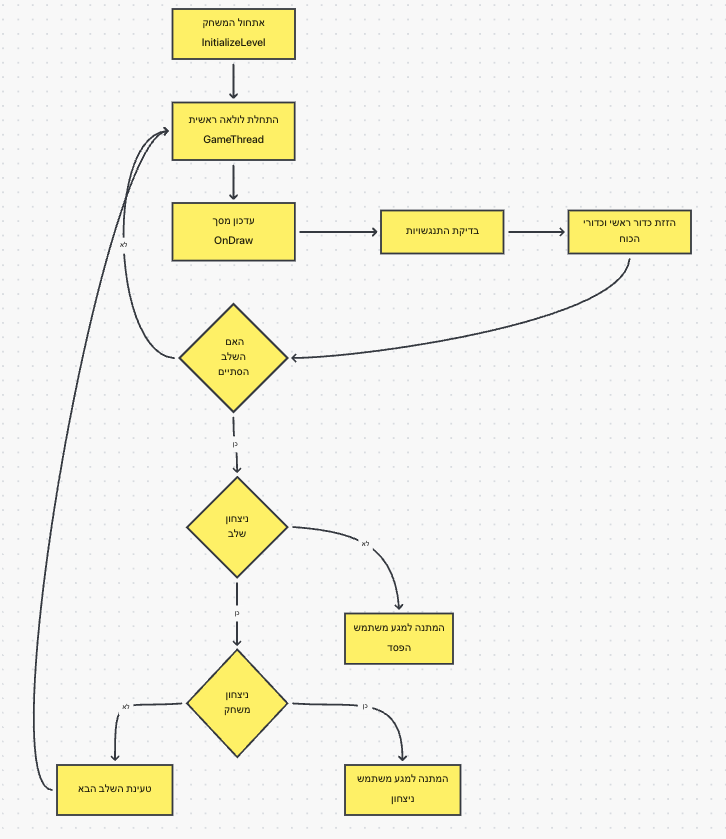 אתחול המשחק
InitializeLevel
התחלת לולאה ראשית
GameThread
עדכון מסך
OnDraw
בדיקת התנגשויות
הזזת כדור ראשי וכדורי
הכוח
לא
האם
השלב
הסתיים
כן
ניצחון
שלב
לא
כן
המתנה למגע משתמש
הפסד
ניצחון
משחק
לא
כן
טעינת השלב הבא
המתנה למגע משתמש
ניצחון